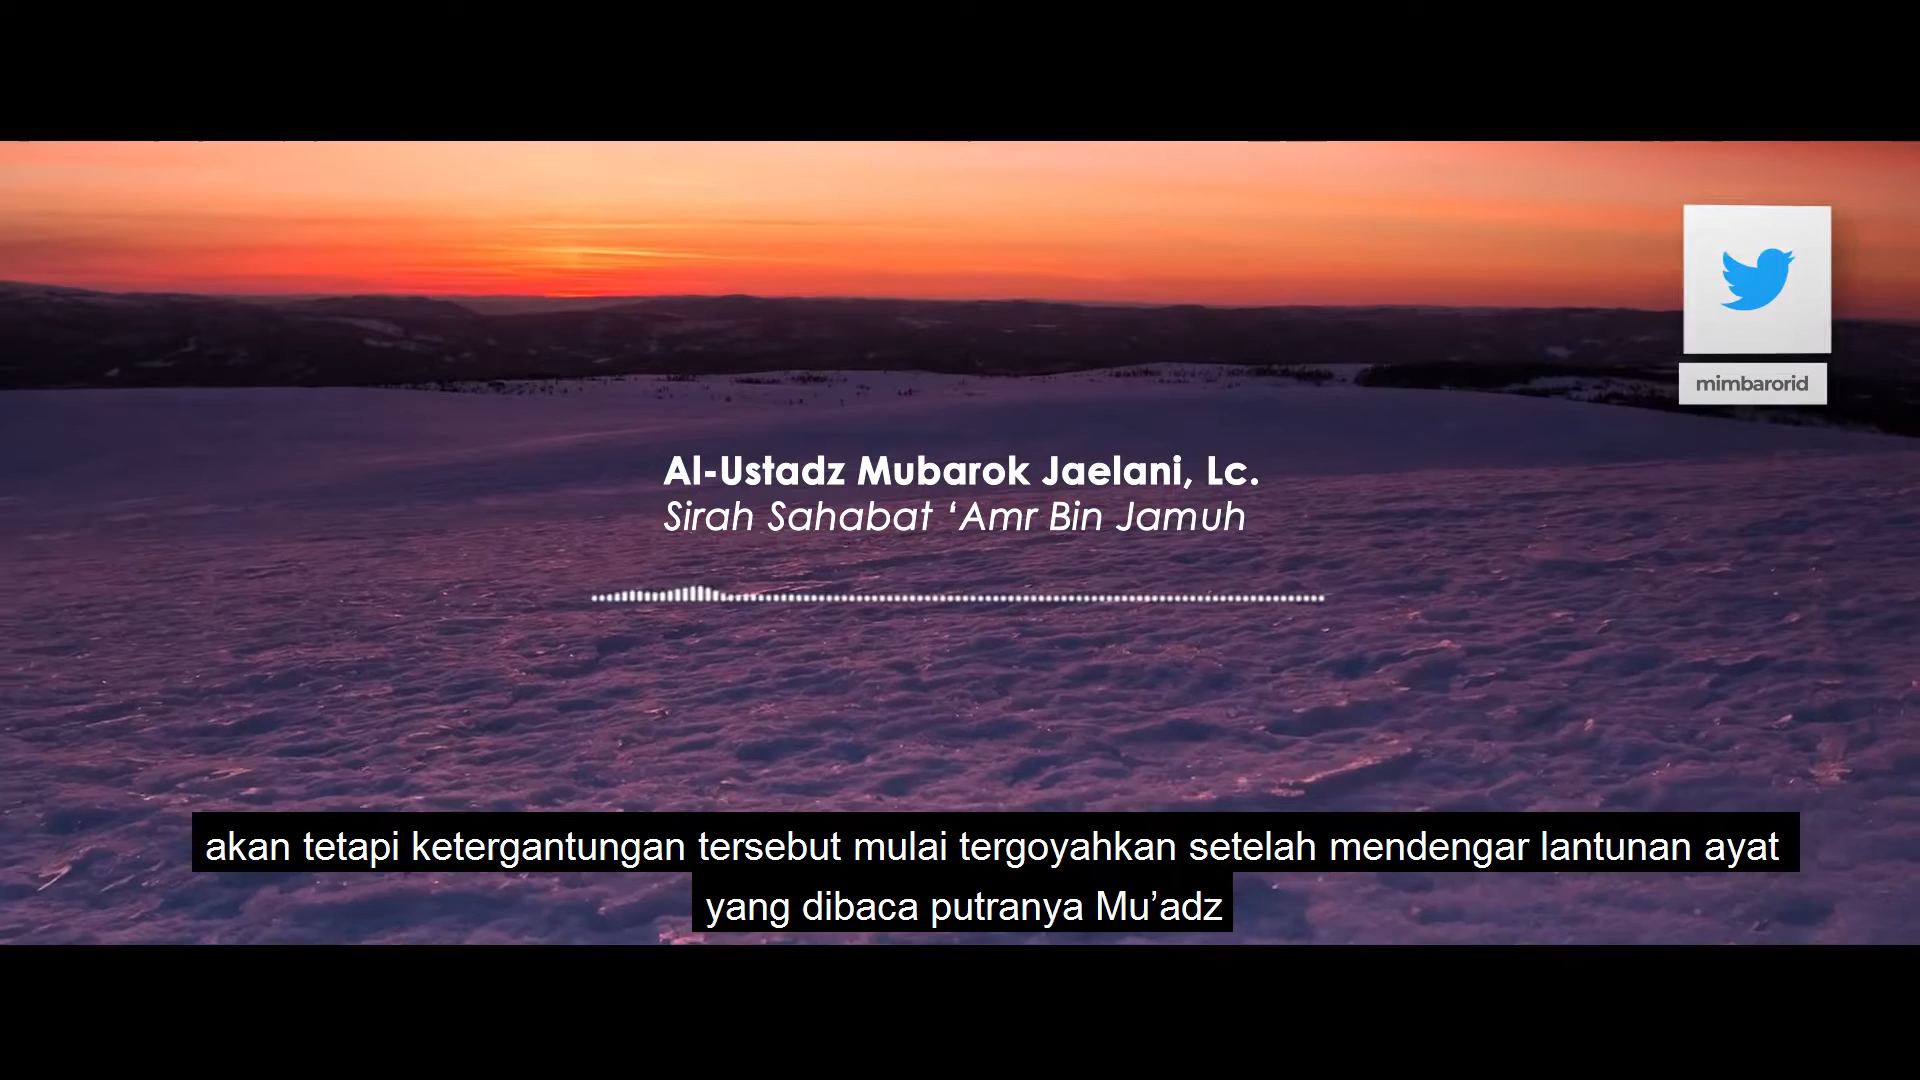 mimbarorid
Al-Ustadz Mubarok Jaelani, Lc.
Sirah Sahabat ‘Amr Bin Jamuh
akan tetapi ketergantungan tersebut mulai tergoyahkan setelah mendengar lantunan ayat
yang dibaca putranya Mu’adz